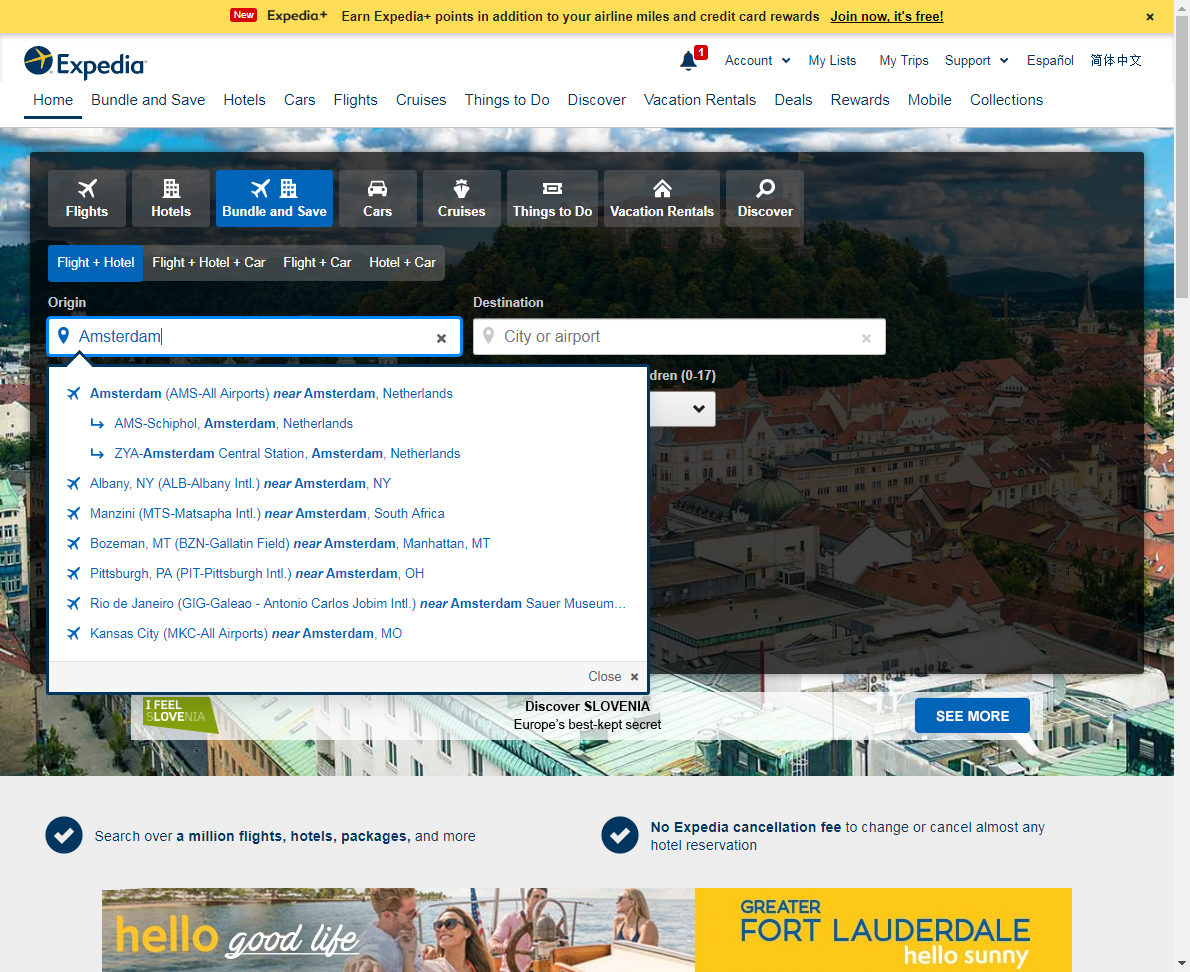 New Expedia+ Earn Expedia+ points in addition to your airline miles and credit card rewards Join now, it's free! ×
Expedia
1 Account My Lists My Trips Support Español 简体中文
Home Bundle and Save Hotels Cars Flights Cruises Things to Do Discover Vacation Rentals Deals Rewards Mobile Collections
Flights Hotels Bundle and Save Cars Cruises Things to Do Vacation Rentals Discover
Flight + Hotel Flight + Hotel + Car Flight + Car Hotel + Car
Origin Destination
Amsterdam × City or airport ×
dren (0-17)
Amsterdam (AMS-All Airports) near Amsterdam, Netherlands
AMS-Schiphol, Amsterdam, Netherlands
ZYA-Amsterdam Central Station, Amsterdam, Netherlands
Albany, NY (ALB-Albany Intl.) near Amsterdam, NY
Manzini (MTS-Matsapha Intl.) near Amsterdam, South Africa
Bozeman, MT (BZN-Gallatin Field) near Amsterdam, Manhattan, MT
Pittsburgh, PA (PIT-Pittsburgh Intl.) near Amsterdam, OH
Rio de Janeiro (GIG-Galeao - Antonio Carlos Jobim Intl.) near Amsterdam Sauer Museum…
Kansas City (MKC-All Airports) near Amsterdam, MO
Close ×
I FEEL
SLOVENIA
Discover SLOVENIA
Europe's best-kept secret
SEE MORE
Search over a million flights, hotels, packages, and more
No Expedia cancellation fee to change or cancel almost any
hotel reservation
hello good life
GREATER
FORT LAUDERDALE
hello sunny